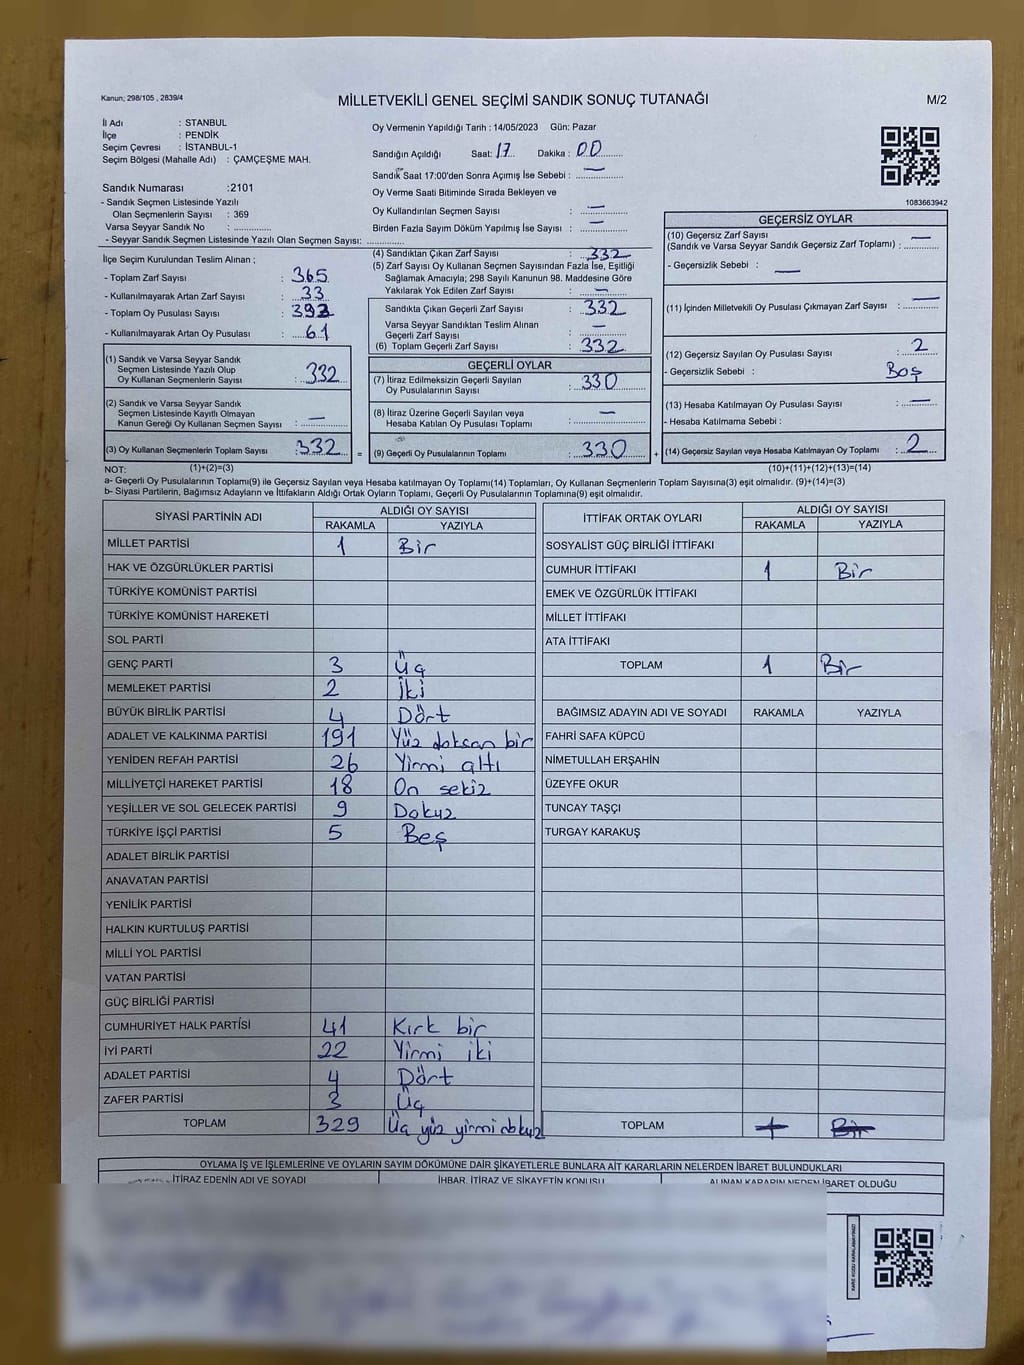 Kanun; 298/105 , 2839/4
MİLLETVEKİLİ GENEL SEÇİMİ SANDIK SONUÇ TUTANAĞI
M/2
İl Adı : STANBUL
İlçe : PENDİK
Seçim Çevresi : İSTANBUL-1
Seçim Bölgesi (Mahalle Adı) : ÇAMÇEŞME MAH.
Sandık Numarası :2101
- Sandık Seçmen Listesinde Yazılı
Olan Seçmenlerin Sayısı : 369
Varsa Seyyar Sandık No : ..............
- Seyyar Sandık Seçmen Listesinde Yazılı Olan Seçmen Sayısı: ..............
Oy Vermenin Yapıldığı Tarih : 14/05/2023 Gün: Pazar
Sandığın Açıldığı Saat: 17 Dakika : 00
Sandık Saat 17:00'den Sonra Açımış İse Sebebi : —
Oy Verme Saati Bitiminde Sırada Bekleyen ve
Oy Kullandırılan Seçmen Sayısı : —
Birden Fazla Sayım Döküm Yapılmış İse Sayısı : —
1083663942
İlçe Seçim Kurulundan Teslim Alınan ;
- Toplam Zarf Sayısı : 365
- Kullanılmayarak Artan Zarf Sayısı : 33
- Toplam Oy Pusulası Sayısı : 393
- Kullanılmayarak Artan Oy Pusulası : 61
(1) Sandık ve Varsa Seyyar Sandık
Seçmen Listesinde Yazılı Olup
Oy Kullanan Seçmenlerin Sayısı : 332
(2) Sandık ve Varsa Seyyar Sandık
Seçmen Listesinde Kayıtlı Olmayan
Kanun Gereği Oy Kullanan Seçmen Sayısı : —
(3) Oy Kullanan Seçmenlerin Toplam Sayısı : 332 =
(1)+(2)=(3)
(4) Sandıktan Çıkan Zarf Sayısı : 332
(5) Zarf Sayısı Oy Kullanan Seçmen Sayısından Fazla İse, Eşitliği
Sağlamak Amacıyla; 298 Sayılı Kanunun 98. Maddesine Göre
Yakılarak Yok Edilen Zarf Sayısı : —
Sandıkta Çıkan Geçerli Zarf Sayısı : 332
Varsa Seyyar Sandıktan Teslim Alınan
Geçerli Zarf Sayısı : —
(6) Toplam Geçerli Zarf Sayısı : 332
GEÇERLİ OYLAR
(7) İtiraz Edilmeksizin Geçerli Sayılan
Oy Pusulalarının Sayısı : 330
(8) İtiraz Üzerine Geçerli Sayılan veya
Hesaba Katılan Oy Pusulası Toplamı : —
(9) Geçerli Oy Pusulalarının Toplamı : 330 +
GEÇERSİZ OYLAR
(10) Geçersiz Zarf Sayısı : —
(Sandık ve Varsa Seyyar Sandık Geçersiz Zarf Toplamı)
- Geçersizlik Sebebi : —
(11) İçinden Milletvekili Oy Pusulası Çıkmayan Zarf Sayısı : —
(12) Geçersiz Sayılan Oy Pusulası Sayısı : 2
- Geçersizlik Sebebi : Boş
(13) Hesaba Katılmayan Oy Pusulası Sayısı : —
- Hesaba Katılmama Sebebi :
(14) Geçersiz Sayılan veya Hesaba Katılmayan Oy Toplamı : 2
(10)+(11)+(12)+(13)=(14)
NOT:
a- Geçerli Oy Pusulalarının Toplamı(9) ile Geçersiz Sayılan veya Hesaba katılmayan Oy Toplamı(14) Toplamları, Oy Kullanan Seçmenlerin Toplam Sayısına(3) eşit olmalıdır. (9)+(14)=(3)
b- Siyasi Partilerin, Bağımsız Adayların ve İttifakların Aldığı Ortak Oyların Toplamı, Geçerli Oy Pusulalarının Toplamına(9) eşit olmalıdır.
SİYASİ PARTİNİN ADI ALDIĞI OY SAYISI
RAKAMLA YAZIYLA
MİLLET PARTİSİ 1 Bir
HAK VE ÖZGÜRLÜKLER PARTİSİ
TÜRKİYE KOMÜNİST PARTİSİ
TÜRKİYE KOMÜNİST HAREKETİ
SOL PARTİ
GENÇ PARTİ 3 Üç
MEMLEKET PARTİSİ 2 İki
BÜYÜK BİRLİK PARTİSİ 4 Dört
ADALET VE KALKINMA PARTİSİ 191 Yüz doksan bir
YENİDEN REFAH PARTİSİ 26 Yirmi altı
MİLLİYETÇİ HAREKET PARTİSİ 18 On sekiz
YEŞİLLER VE SOL GELECEK PARTİSİ 9 Dokuz
TÜRKİYE İŞÇİ PARTİSİ 5 Beş
ADALET BİRLİK PARTİSİ
ANAVATAN PARTİSİ
YENİLİK PARTİSİ
HALKIN KURTULUŞ PARTİSİ
MİLLİ YOL PARTİSİ
VATAN PARTİSİ
GÜÇ BİRLİĞİ PARTİSİ
CUMHURİYET HALK PARTİSİ 41 Kırk bir
İYİ PARTİ 22 Yirmi iki
ADALET PARTİSİ 4 Dört
ZAFER PARTİSİ 3 Üç
TOPLAM 329 Üç yüz yirmi dokuz
İTTİFAK ORTAK OYLARI ALDIĞI OY SAYISI
RAKAMLA YAZIYLA
SOSYALİST GÜÇ BİRLİĞİ İTTİFAKI
CUMHUR İTTİFAKI 1 Bir
EMEK VE ÖZGÜRLÜK İTTİFAKI
MİLLET İTTİFAKI
ATA İTTİFAKI
TOPLAM 1 Bir
BAĞIMSIZ ADAYIN ADI VE SOYADI RAKAMLA YAZIYLA
FAHRİ SAFA KÜPCÜ
NİMETULLAH ERŞAHİN
ÜZEYFE OKUR
TUNCAY TAŞÇI
TURGAY KARAKUŞ
TOPLAM 1 Bir
OYLAMA İŞ VE İŞLEMLERİNE VE OYLARIN SAYIM DÖKÜMÜNE DAİR ŞİKAYETLERLE BUNLARA AİT KARARLARIN NELERDEN İBARET BULUNDUKLARI
İTİRAZ EDENİN ADI VE SOYADI İHBAR, İTİRAZ VE ŞİKAYETİN KONUSU ALINAN KARARIN NEDEN İBARET OLDUĞU